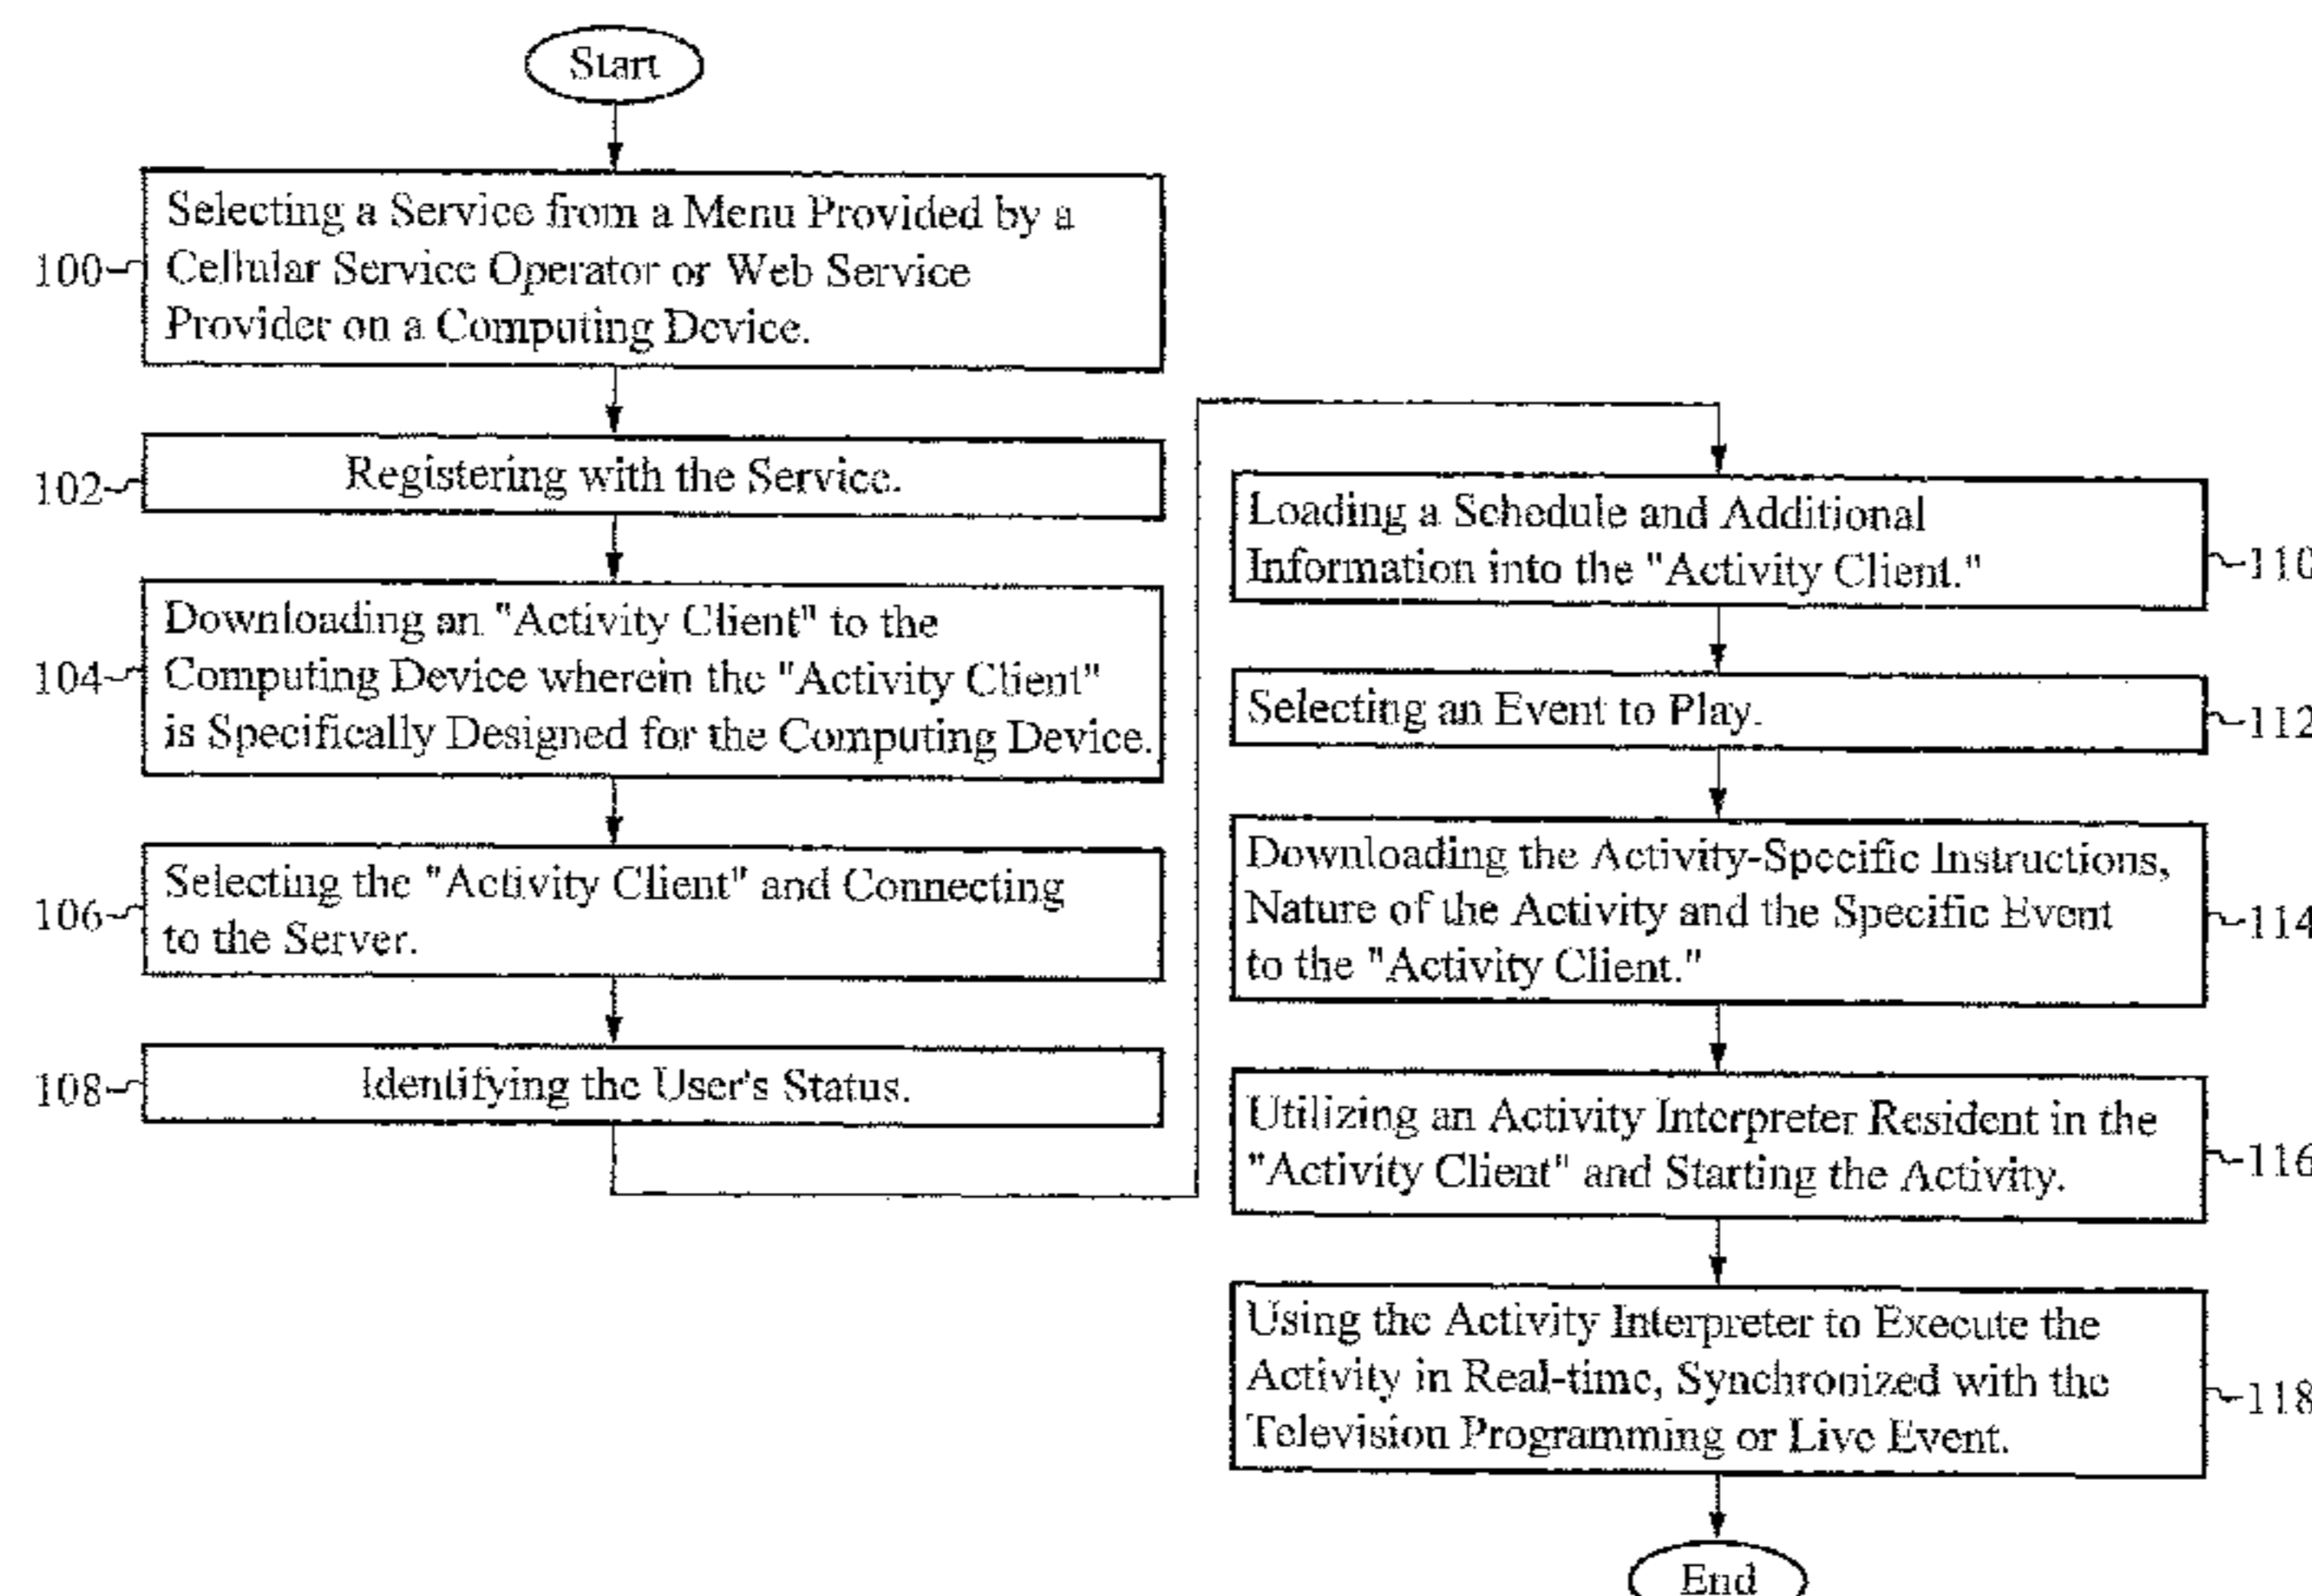 Start
100
Selecting a Service from a Menu Provided by a
Cellular Service Operator or Web Service
Provider on a Computing Device.
102
Registering with the Service.
104
Downloading an "Activity Client" to the
Computing Device wherein the "Activity Client"
is Specifically Designed for the Computing Device.
106
Selecting the "Activity Client" and Connecting
to the Server.
108
Identifying the User's Status.
Loading a Schedule and Additional
Information into the "Activity Client."
110
Selecting an Event to Play.
112
Downloading the Activity-Specific Instructions,
Nature of the Activity and the Specific Event
to the "Activity Client."
114
Utilizing an Activity Interpreter Resident in the
"Activity Client" and Starting the Activity.
116
Using the Activity Interpreter to Execute the
Activity in Real-time, Synchronized with the
Television Programming or Live Event.
118
End